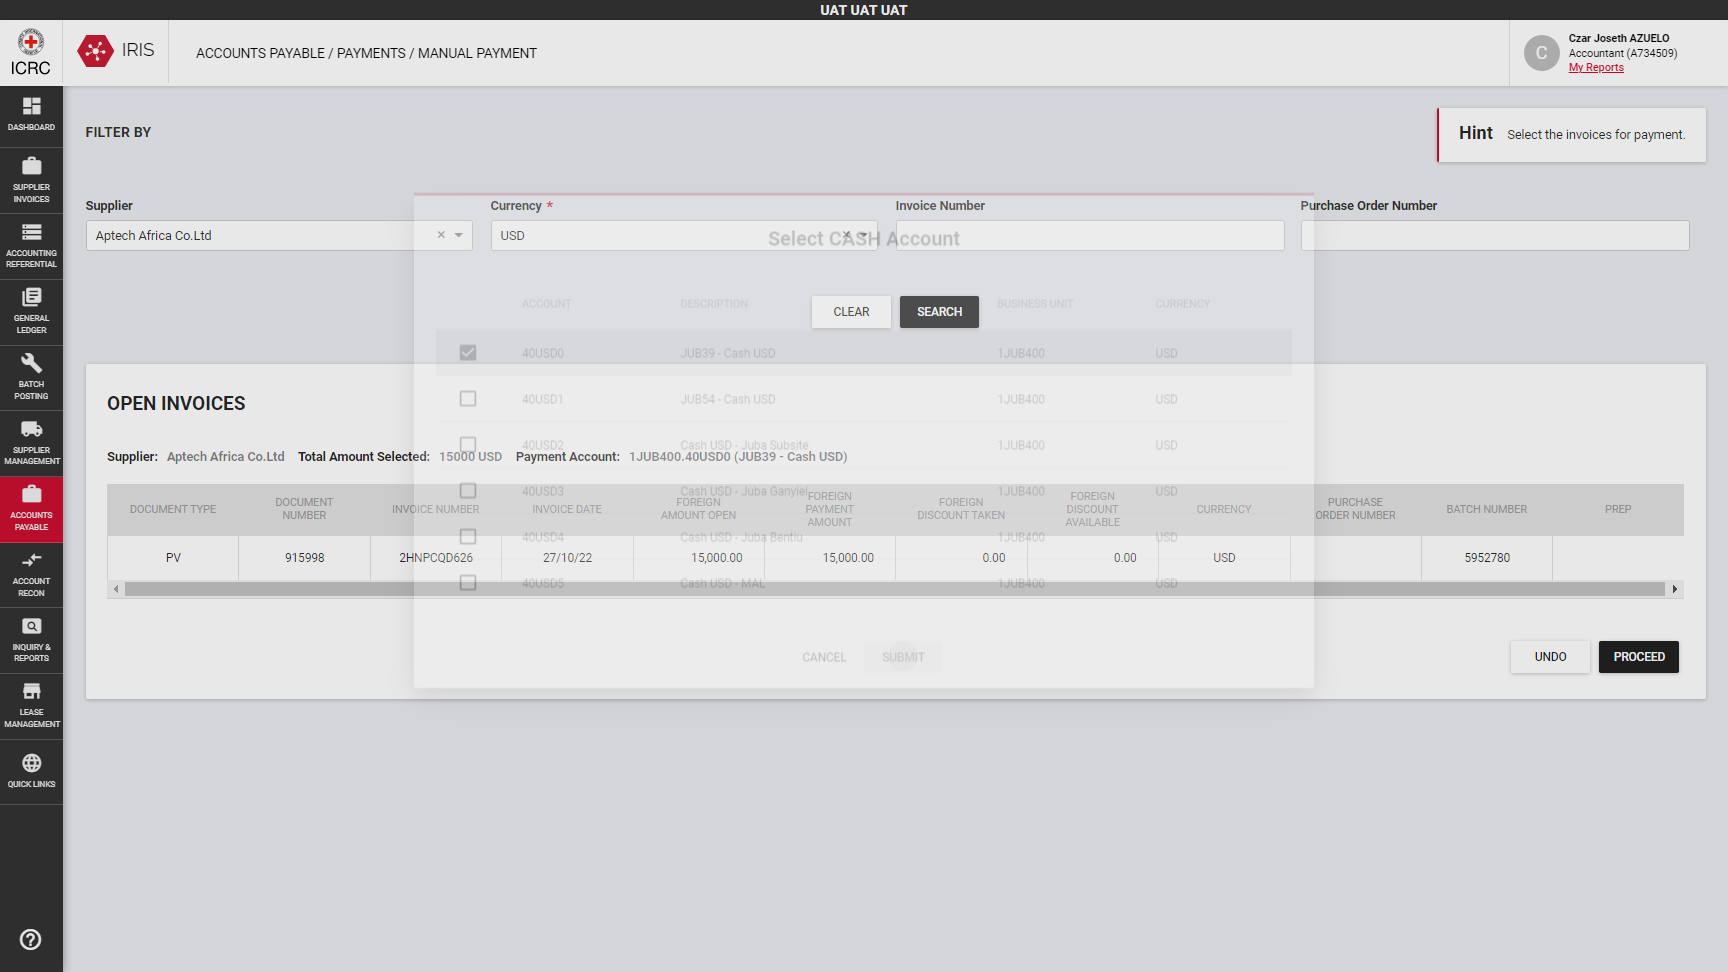 UAT UAT UAT
ICRC
IRIS
ACCOUNTS PAYABLE / PAYMENTS / MANUAL PAYMENT
C
Czar Joseth AZUELO
Accountant (A734509)
My Reports
DASHBOARD
SUPPLIER
INVOICES
ACCOUNTING
REFERENTIAL
GENERAL
LEDGER
BATCH
POSTING
SUPPLIER
MANAGEMENT
ACCOUNTS
PAYABLE
ACCOUNT
RECON
INQUIRY &
REPORTS
LEASE
MANAGEMENT
QUICK LINKS
FILTER BY
Hint Select the invoices for payment.
Supplier
Aptech Africa Co.Ltd
Currency *
USD
Invoice Number
Purchase Order Number
CLEAR
SEARCH
Select CASH Account
ACCOUNT DESCRIPTION BUSINESS UNIT CURRENCY
40USD0 JUB39 - Cash USD 1JUB400 USD
40USD1 JUB54 - Cash USD 1JUB400 USD
40USD2 Cash USD - Juba Subsite 1JUB400 USD
40USD3 Cash USD - Juba Ganyiel 1JUB400 USD
40USD4 Cash USD - Juba Bentiu 1JUB400 USD
40USD5 Cash USD - MAL 1JUB400 USD
CANCEL
SUBMIT
OPEN INVOICES
Supplier: Aptech Africa Co.Ltd Total Amount Selected: 15000 USD Payment Account: 1JUB400.40USD0 (JUB39 - Cash USD)
DOCUMENT TYPE
DOCUMENT
NUMBER
INVOICE NUMBER
INVOICE DATE
FOREIGN
AMOUNT OPEN
FOREIGN
PAYMENT
AMOUNT
FOREIGN
DISCOUNT TAKEN
FOREIGN
DISCOUNT
AVAILABLE
CURRENCY
PURCHASE
ORDER NUMBER
BATCH NUMBER
PREP
PV 915998 2HNPCQD626 27/10/22 15,000.00 15,000.00 0.00 0.00 USD 5952780
UNDO
PROCEED